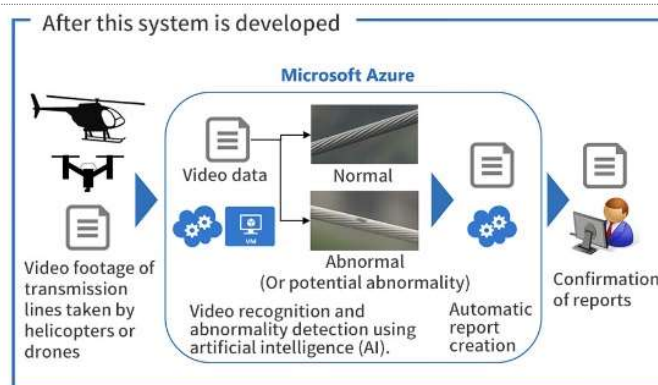 After this system is developed
Microsoft Azure
Video data
Normal
VM
Abnormal
(Or potential abnormality)
Video footage of
transmission
lines taken by
helicopters or
drones
Video recognition and
abnormality detection using
artificial intelligence (AI).
Automatic
report
creation
Confirmation
of reports